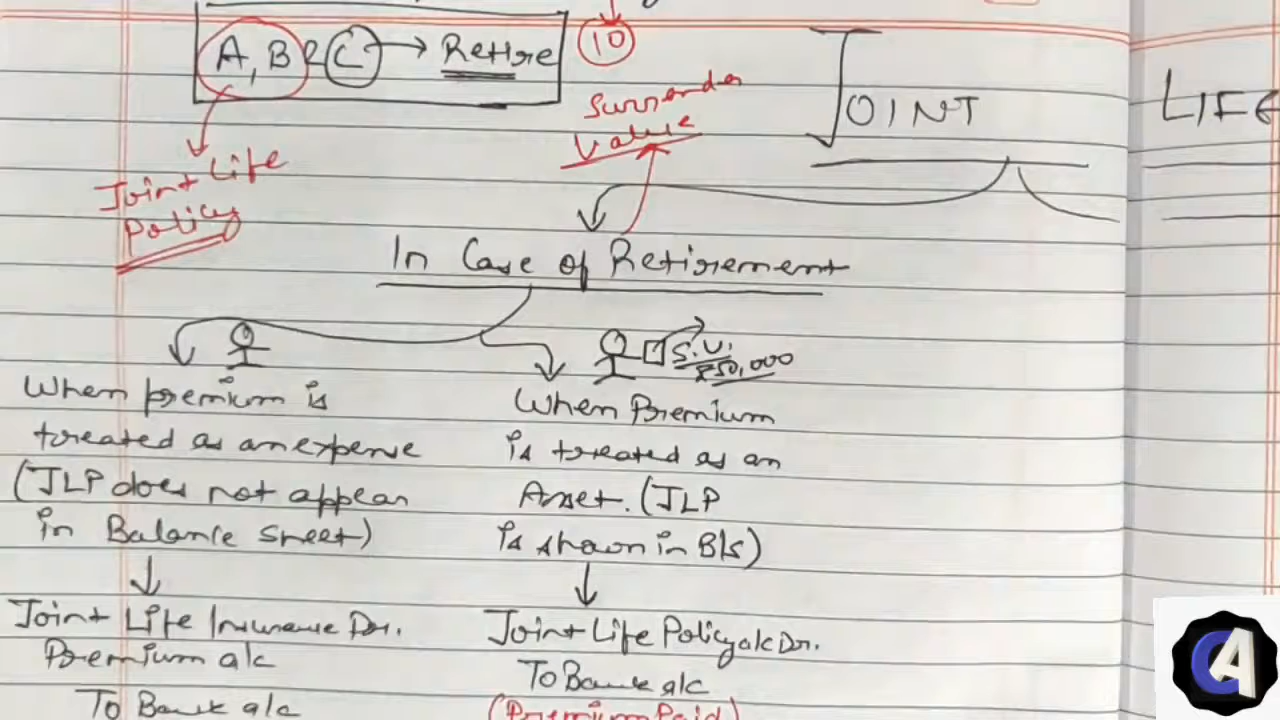 A, B & C → Retire
10
Surrender
Value
JOINT LIFE
Joint Life
Policy
In Case of Retirement
S.V.
₹50,000
When premium is
treated as an expense
(JLP does not appear
in Balance Sheet)
When Premium
is treated as an
Asset. (JLP
is shown in B/s)
Joint Life Insurance Dr.
Premium a/c
To Bank a/c
Joint Life Policy a/c Dr.
To Bank a/c
(Premium Paid)
CA